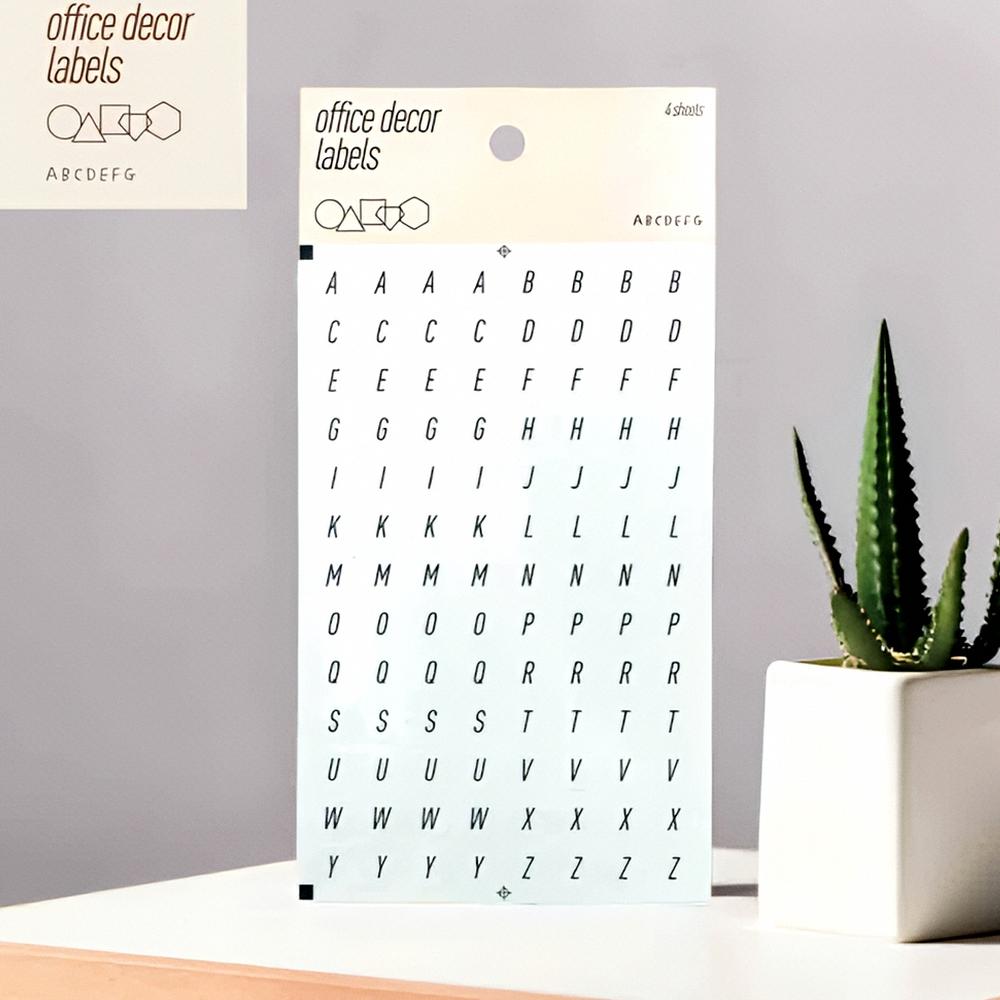 office decor
labels
ABCDEFG
office decor
labels
4 sheets
ABCDEFG
A A A A B B B B
C C C C D D D D
E E E E F F F F
G G G G H H H H
I I I I J J J J
K K K K L L L L
M M M M N N N N
O O O O P P P P
Q Q Q Q R R R R
S S S S T T T T
U U U U V V V V
W W W W X X X X
Y Y Y Y Z Z Z Z